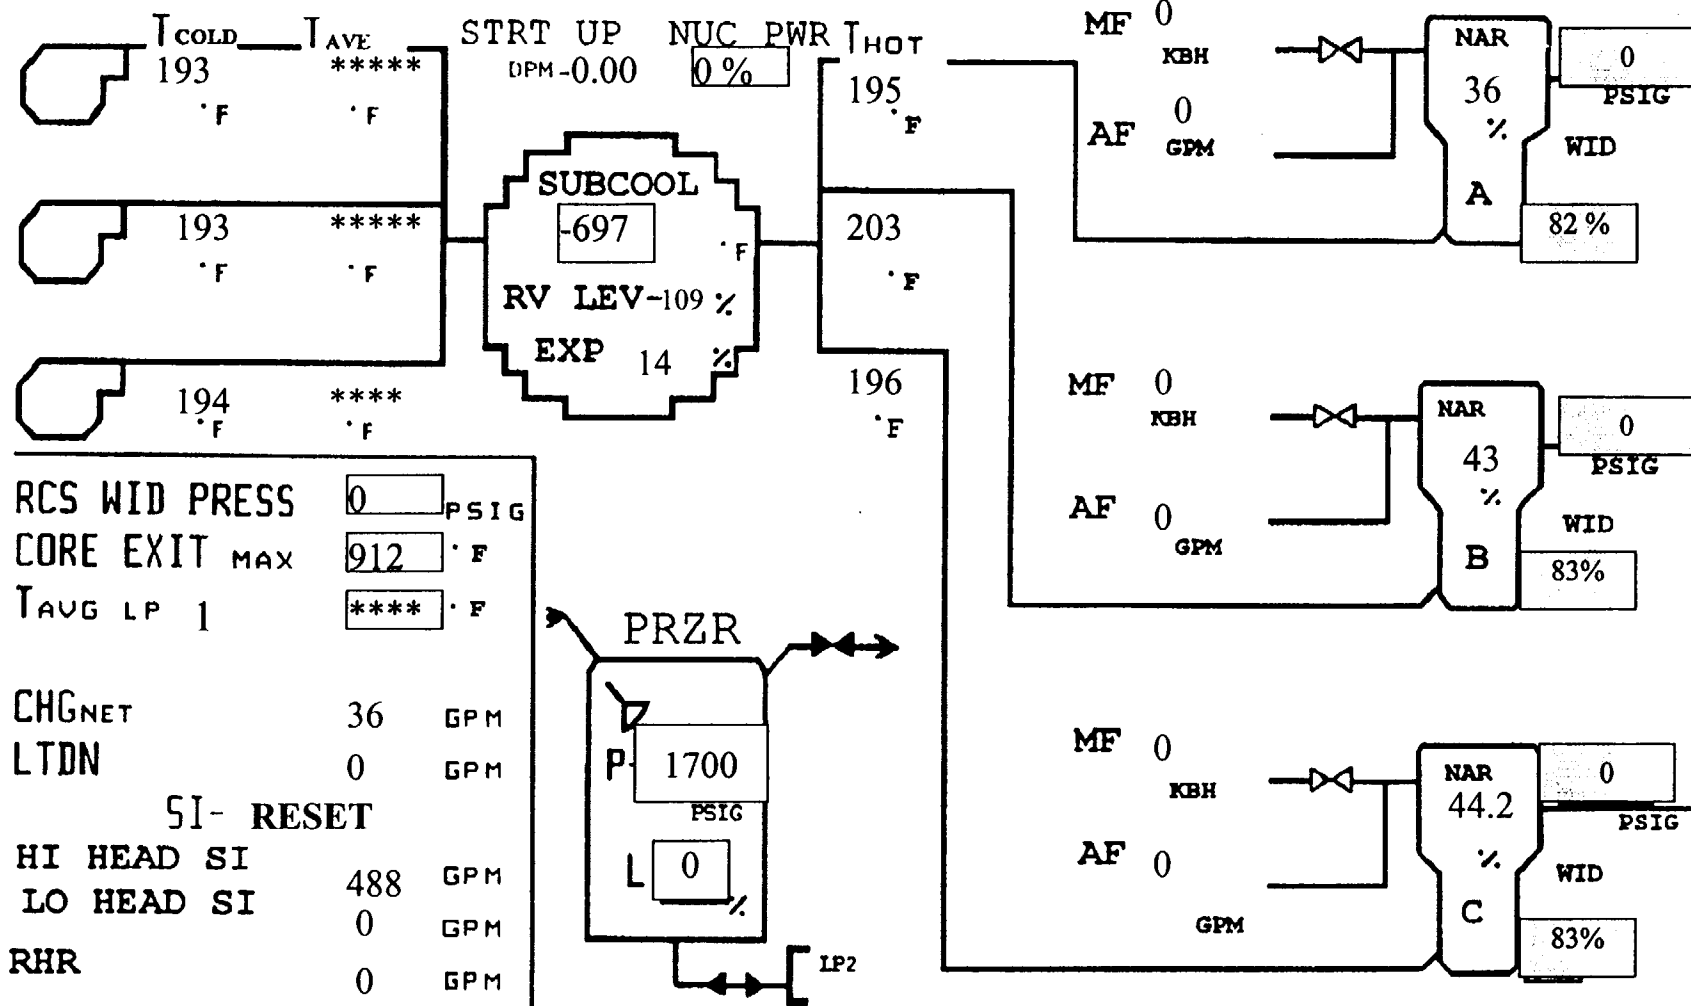 TCOLD TAVE STRT UP NUC PWR THOT
193 ***** DPM -0.00 0 % 195
°F °F °F
SUBCOOL
193 ***** -697 °F 203
°F °F °F
RV LEV -109 %
EXP 14 %
194 **** 196
°F °F °F
RCS WID PRESS 0 PSIG
CORE EXIT MAX 912 °F
TAVG LP 1 **** °F
CHGNET 36 GPM
LTDN 0 GPM
SI- RESET
HI HEAD SI 488 GPM
LO HEAD SI 0 GPM
RHR 0 GPM
PRZR
P 1700
PSIG
L 0
%
LP2
MF 0
KBH
AF 0
GPM
NAR
36
%
A
0
PSIG
WID
82 %
MF 0
KBH
AF 0
GPM
NAR
43
%
B
0
PSIG
WID
83%
MF 0
KBH
AF 0
GPM
NAR
44.2
%
C
0
PSIG
WID
83%